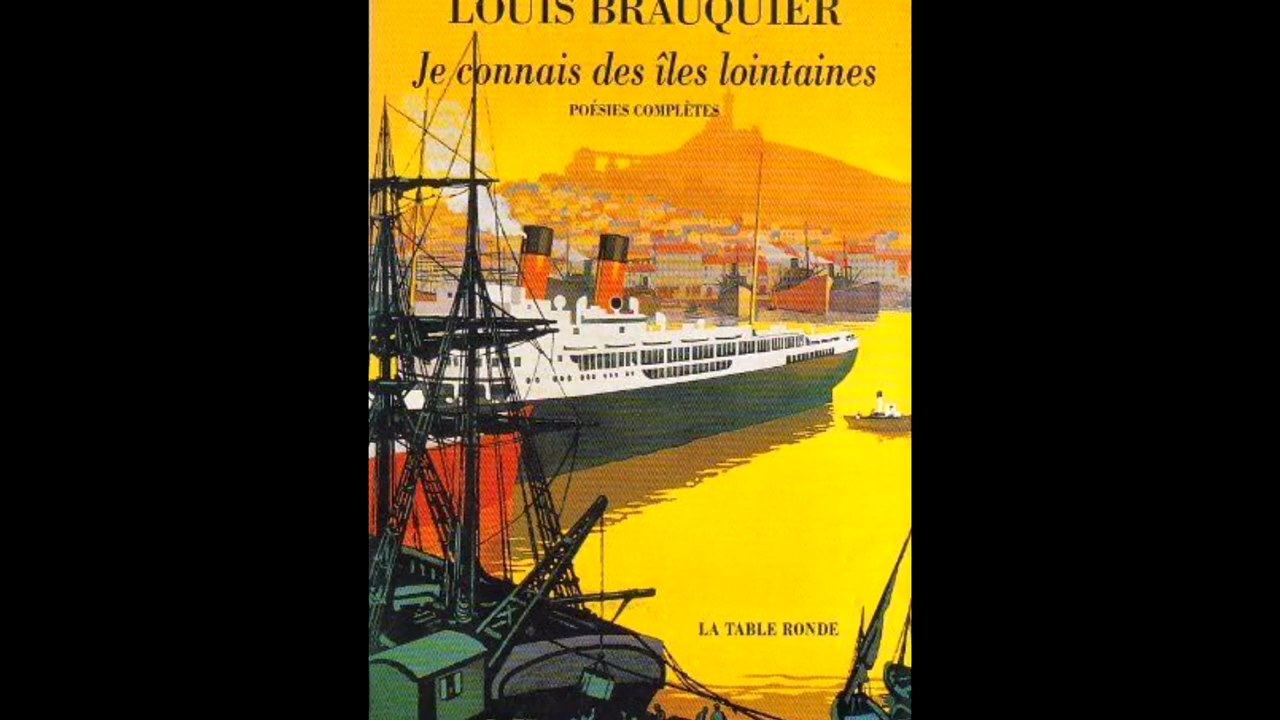 LOUIS BRAUQUIER
Je connais des îles lointaines
POÉSIES COMPLÈTES
LA TABLE RONDE